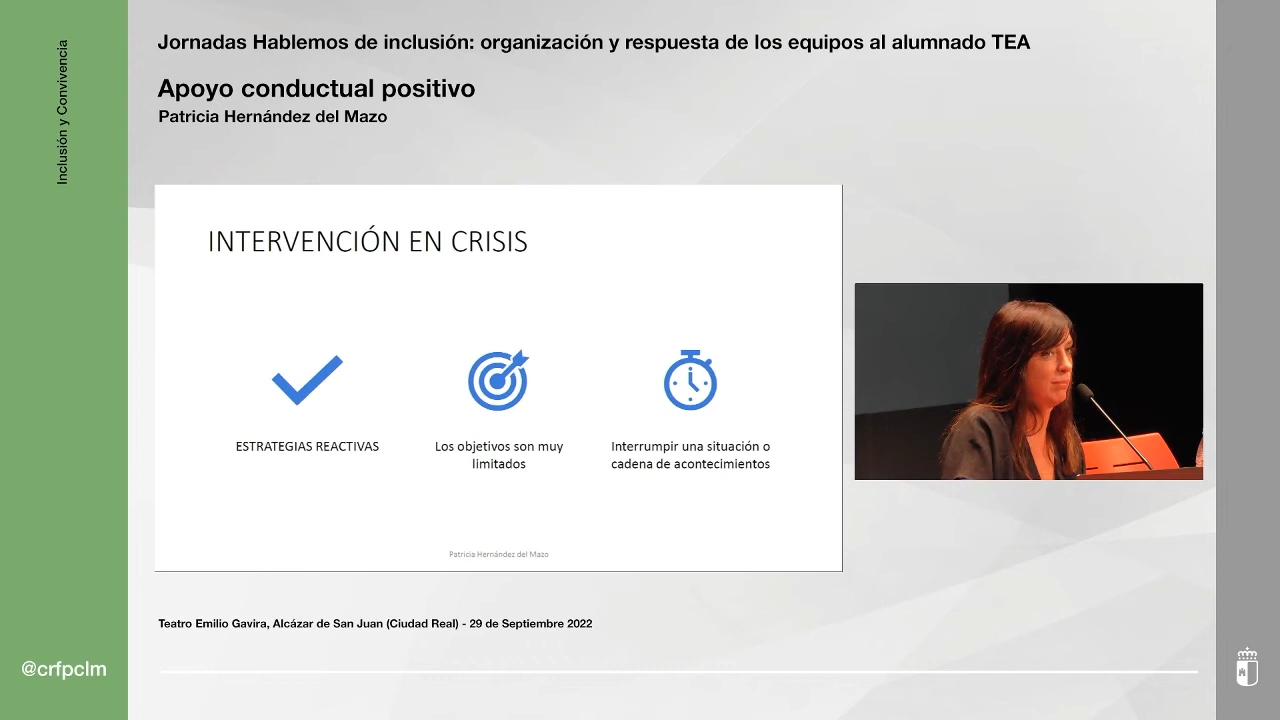 Inclusión y Convivencia
Jornadas Hablemos de inclusión: organización y respuesta de los equipos al alumnado TEA
Apoyo conductual positivo
Patricia Hernández del Mazo
INTERVENCIÓN EN CRISIS
ESTRATEGIAS REACTIVAS
Los objetivos son muy
limitados
Interrumpir una situación o
cadena de acontecimientos
Patricia Hernández del Mazo
Teatro Emilio Gavira, Alcázar de San Juan (Ciudad Real) - 29 de Septiembre 2022
@crfpclm